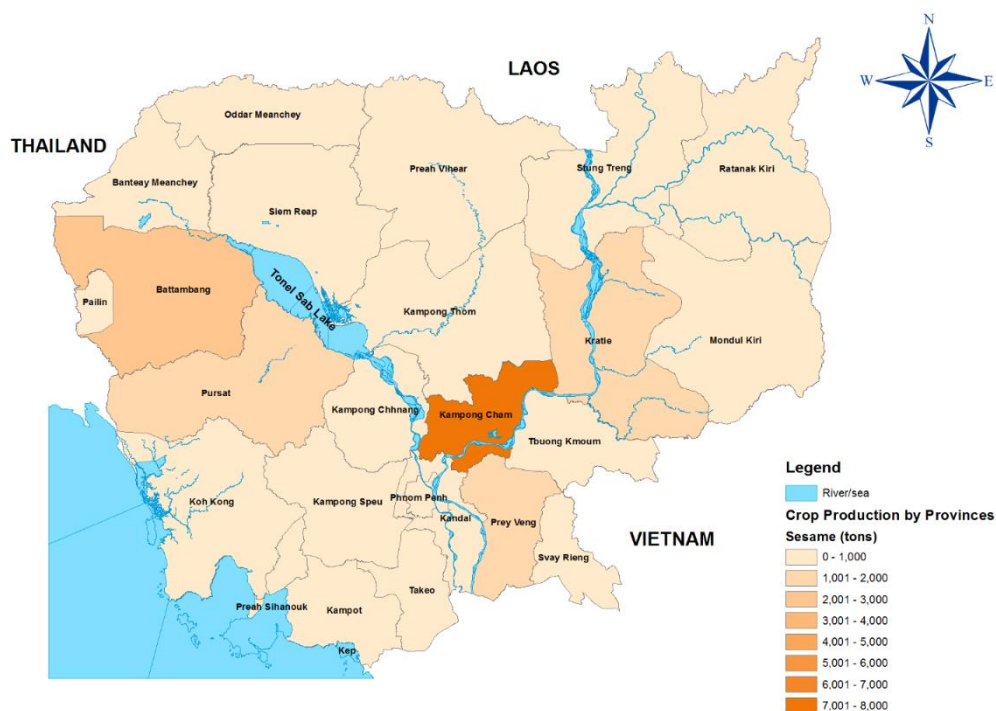 LAOS
N
W E
S
THAILAND
Oddar Meanchey
Banteay Meanchey
Preah Vihear
Stung Treng
Ratanak Kiri
Siem Reap
Battambang
Pailin
Tonel Sab Lake
Kampong Thom
Kratie
Mondul Kiri
Pursat
Kampong Chhnang
Kampong Cham
Tbuong Kmoum
Koh Kong
Kampong Speu
Phnom Penh
Kandal
Prey Veng
VIETNAM
Svay Rieng
Takeo
Preah Sihanouk
Kampot
Kep
Legend
River/sea
Crop Production by Provinces
Sesame (tons)
0 - 1,000
1,001 - 2,000
2,001 - 3,000
3,001 - 4,000
4,001 - 5,000
5,001 - 6,000
6,001 - 7,000
7,001 - 8,000